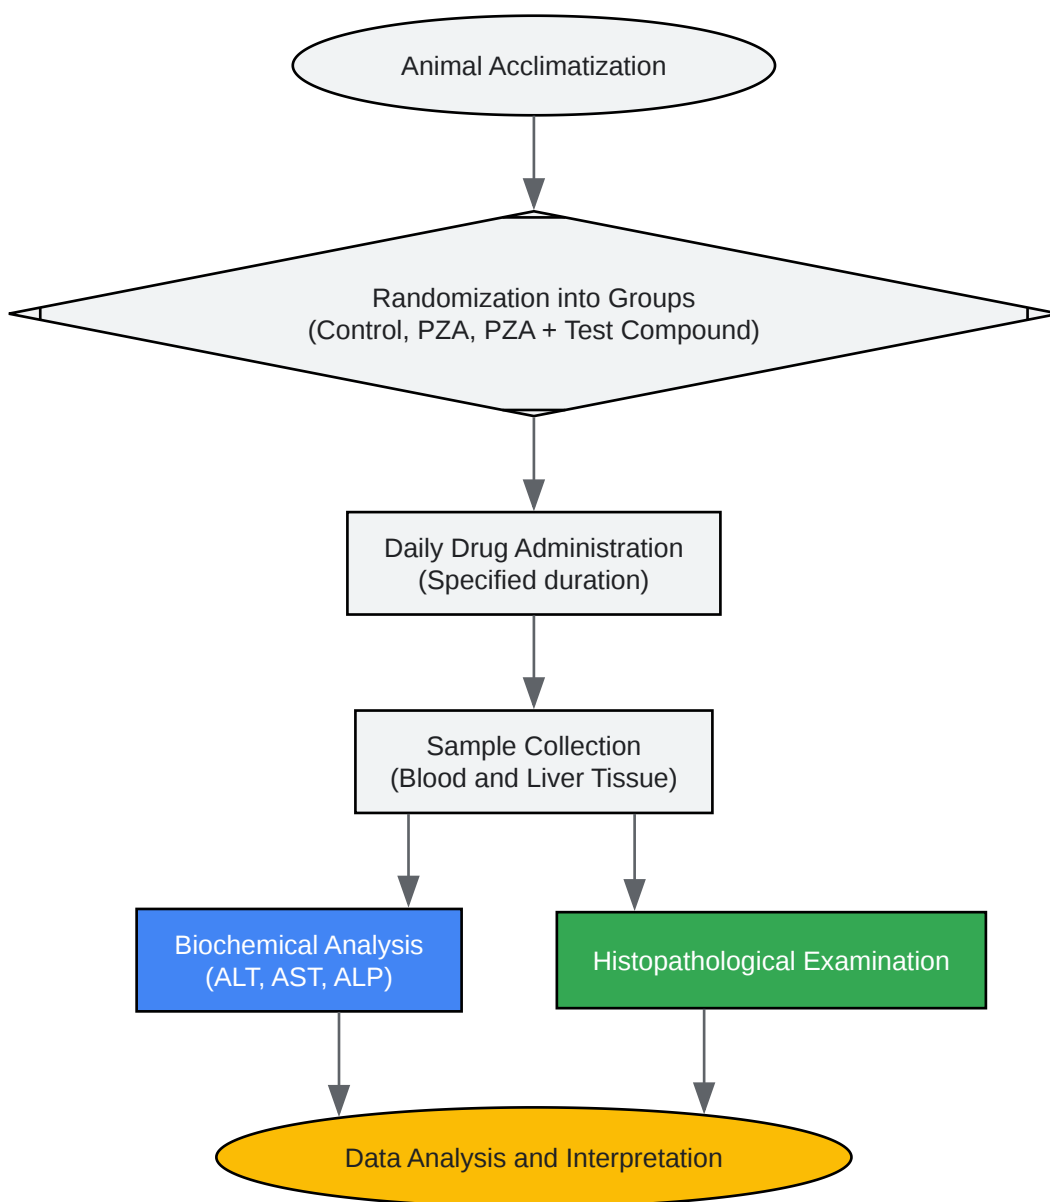 Animal Acclimatization
Randomization into Groups
(Control, PZA, PZA + Test Compound)
Daily Drug Administration
(Specified duration)
Sample Collection
(Blood and Liver Tissue)
Biochemical Analysis
(ALT, AST, ALP)
Histopathological Examination
Data Analysis and Interpretation